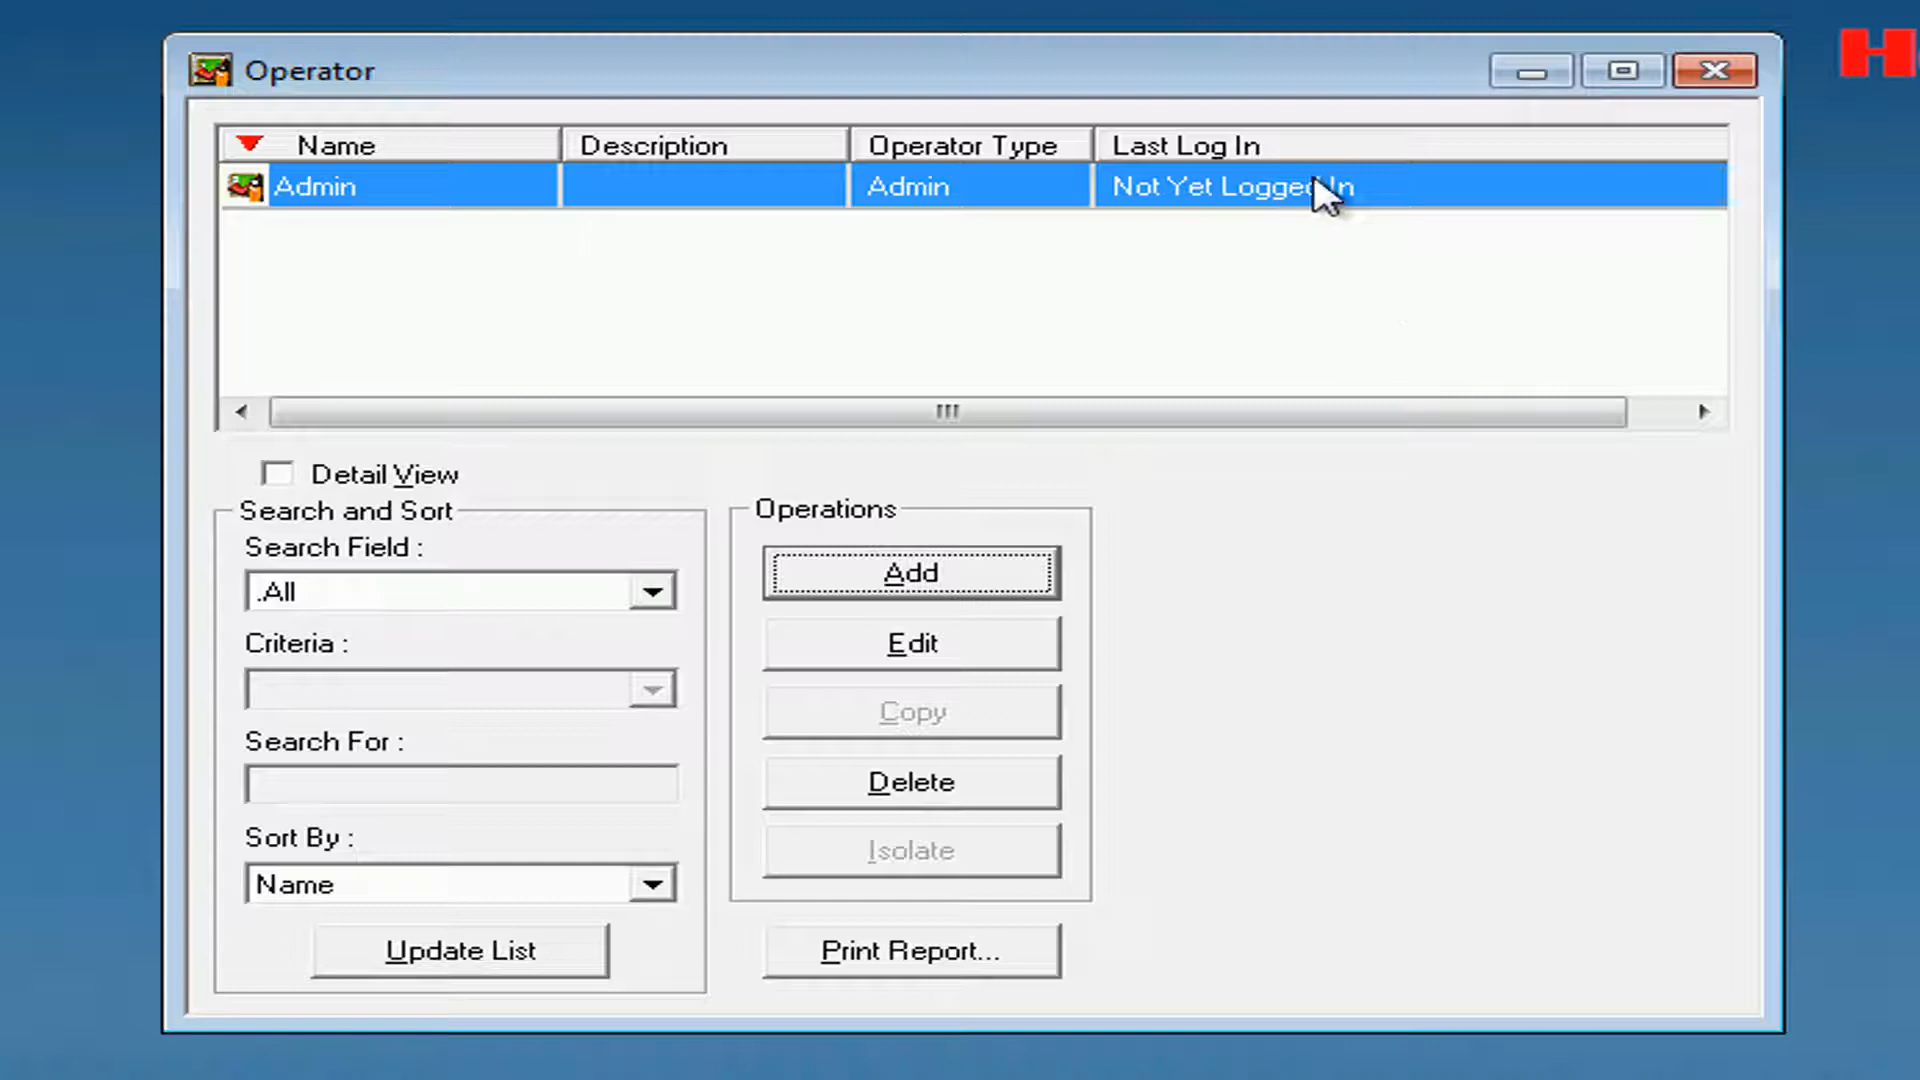 Operator
Name Description Operator Type Last Log In
Admin Admin Not Yet Logged In
Detail View
Search and Sort
Search Field :
.All
Criteria :
Search For :
Sort By :
Name
Update List
Operations
Add
Edit
Copy
Delete
Isolate
Print Report...